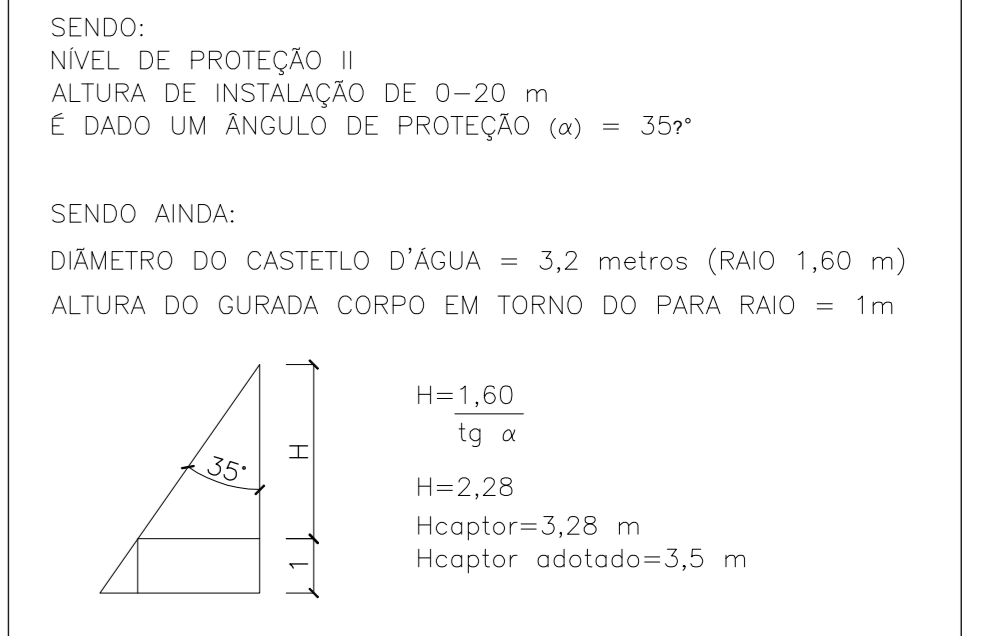 SENDO:
NÍVEL DE PROTEÇÃO II
ALTURA DE INSTALAÇÃO DE 0-20 m
É DADO UM ÂNGULO DE PROTEÇÃO (α) = 35?°
SENDO AINDA:
DIÃMETRO DO CASTETLO D'ÁGUA = 3,2 metros (RAIO 1,60 m)
ALTURA DO GURADA CORPO EM TORNO DO PARA RAIO = 1m
35°
H
1
H=1,60
tg α
H=2,28
Hcaptor=3,28 m
Hcaptor adotado=3,5 m